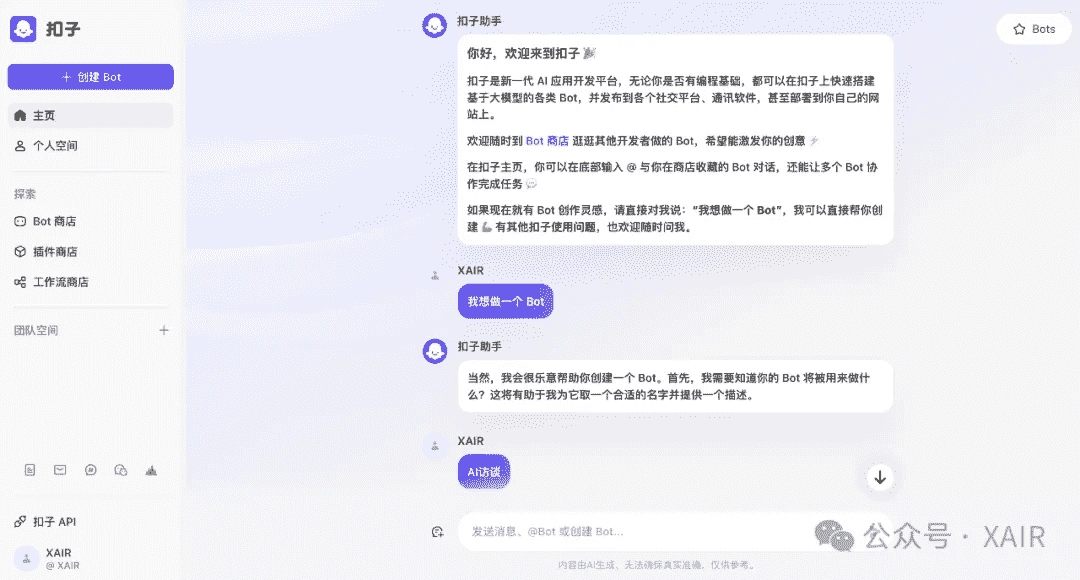 扣子
+ 创建 Bot
主页
个人空间
探索
Bot 商店
插件商店
工作流商店
团队空间
扣子 API
XAIR
@ XAIR
扣子助手
你好，欢迎来到扣子
扣子是新一代 AI 应用开发平台，无论你是否有编程基础，都可以在扣子上快速搭建
基于大模型的各类 Bot，并发布到各个社交平台、通讯软件，甚至部署到你自己的网
站上。
欢迎随时到 Bot 商店 逛逛其他开发者做的 Bot，希望能激发你的创意⚡
在扣子主页，你可以在底部输入 @ 与你在商店收藏的 Bot 对话，还能让多个 Bot 协
作完成任务💬
如果现在就有 Bot 创作灵感，请直接对我说：“我想做一个 Bot”，我可以直接帮你创
建💪有其他扣子使用问题，也欢迎随时问我。
XAIR
我想做一个 Bot
扣子助手
当然，我会很乐意帮助你创建一个 Bot。首先，我需要知道你的 Bot 将被用来做什
么？这将有助于我为它取一个合适的名字并提供一个描述。
XAIR
AI访谈
发送消息、@Bot 或创建 Bot...
内容由AI生成，无法确保真实准确，仅供参考。
Bots
公众号 · XAIR